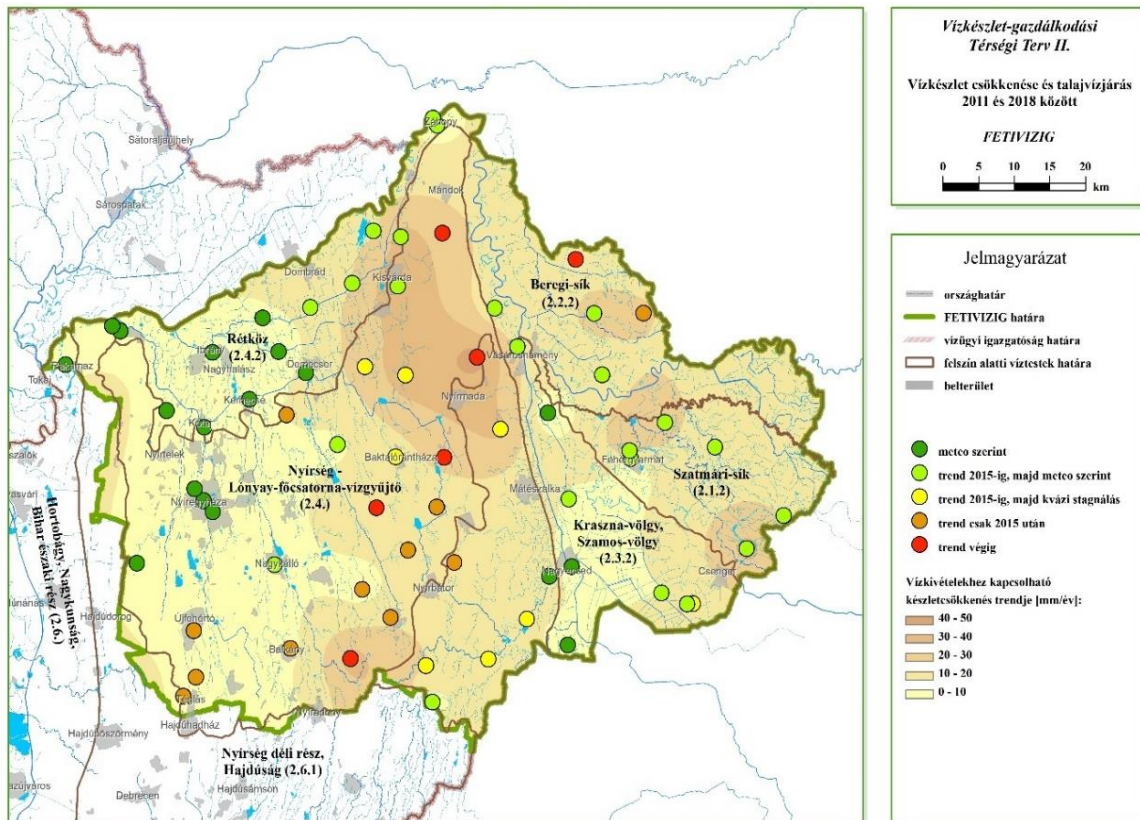 Vízkészlet-gazdálkodási
Térségi Terv II.
Vízkészlet csökkenése és talajvízjárás
2011 és 2018 között
FETIVIZIG
0 5 10 15 20
km
Jelmagyarázat
országhatár
FETIVIZIG határa
vízügyi igazgatóság határa
felszín alatti víztestek határa
belterület
meteo szerint
trend 2015-ig, majd meteo szerint
trend 2015-ig, majd kvázi stagnálás
trend csak 2015 után
trend végig
Vízkivételekhez kapcsolható
készletcsökkenés trendje [mm/év]:
40 - 50
30 - 40
20 - 30
10 - 20
0 - 10
Záhony
Sátoraljaújhely
Mándok
Sárospatak
Dombrád
Kisvárda
Beregi-sík
(2.2.2)
Rétköz
(2.4.2)
Ibrány
Nagyhalász
Demecser
Vásárosnamény
Tokaj
Kemecse
Nyírmada
Nyírtelek
Baktalórántháza
Fehérgyarmat
Nyírség -
Lónyay-főcsatorna-vízgyűjtő
(2.4.)
Szatmári-sík
(2.1.2)
Mátészalka
Nyíregyháza
Kraszna-völgy,
Szamos-völgy
(2.3.2)
Nagykálló
Csenger
Nagyecsed
Nyírbátor
Hortobágy, Nagykunság,
Bihar északi rész (2.6.)
Hajdúdorog
Újfehértó
Balkány
Téglás
Hajdúhadház
Hajdúböszörmény
Nyírség déli rész,
Hajdúság (2.6.1)
Debrecen
Hajdúsámson